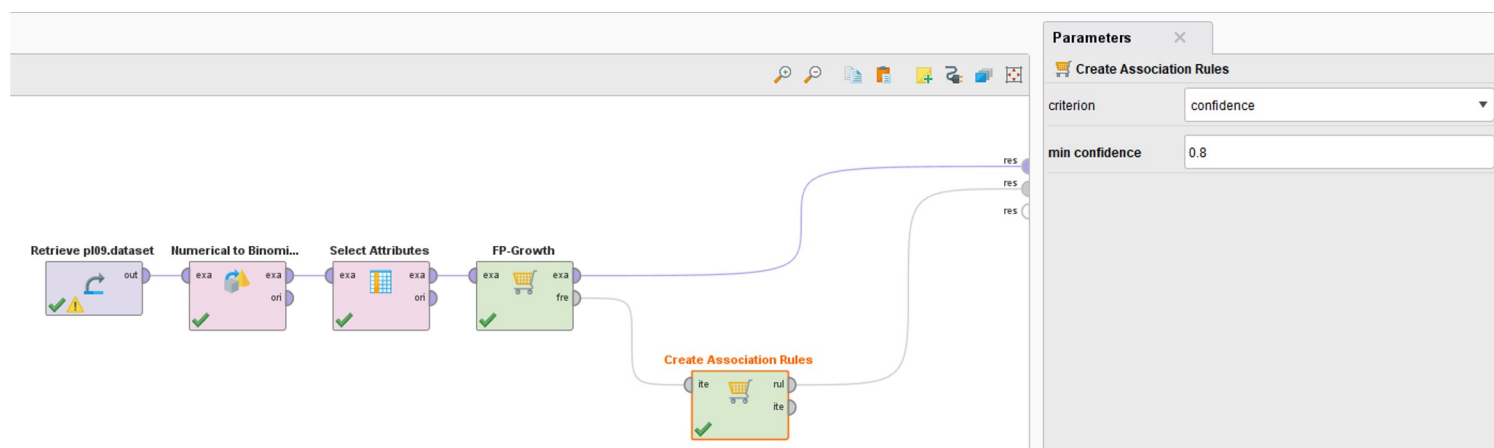 Parameters
Create Association Rules
criterion
confidence
min confidence
0.8
res
res
res
Retrieve pl09.dataset
Numerical to Binomi...
Select Attributes
FP-Growth
out
exa
exa
ori
exa
exa
ori
exa
exa
fre
Create Association Rules
ite
rul
ite